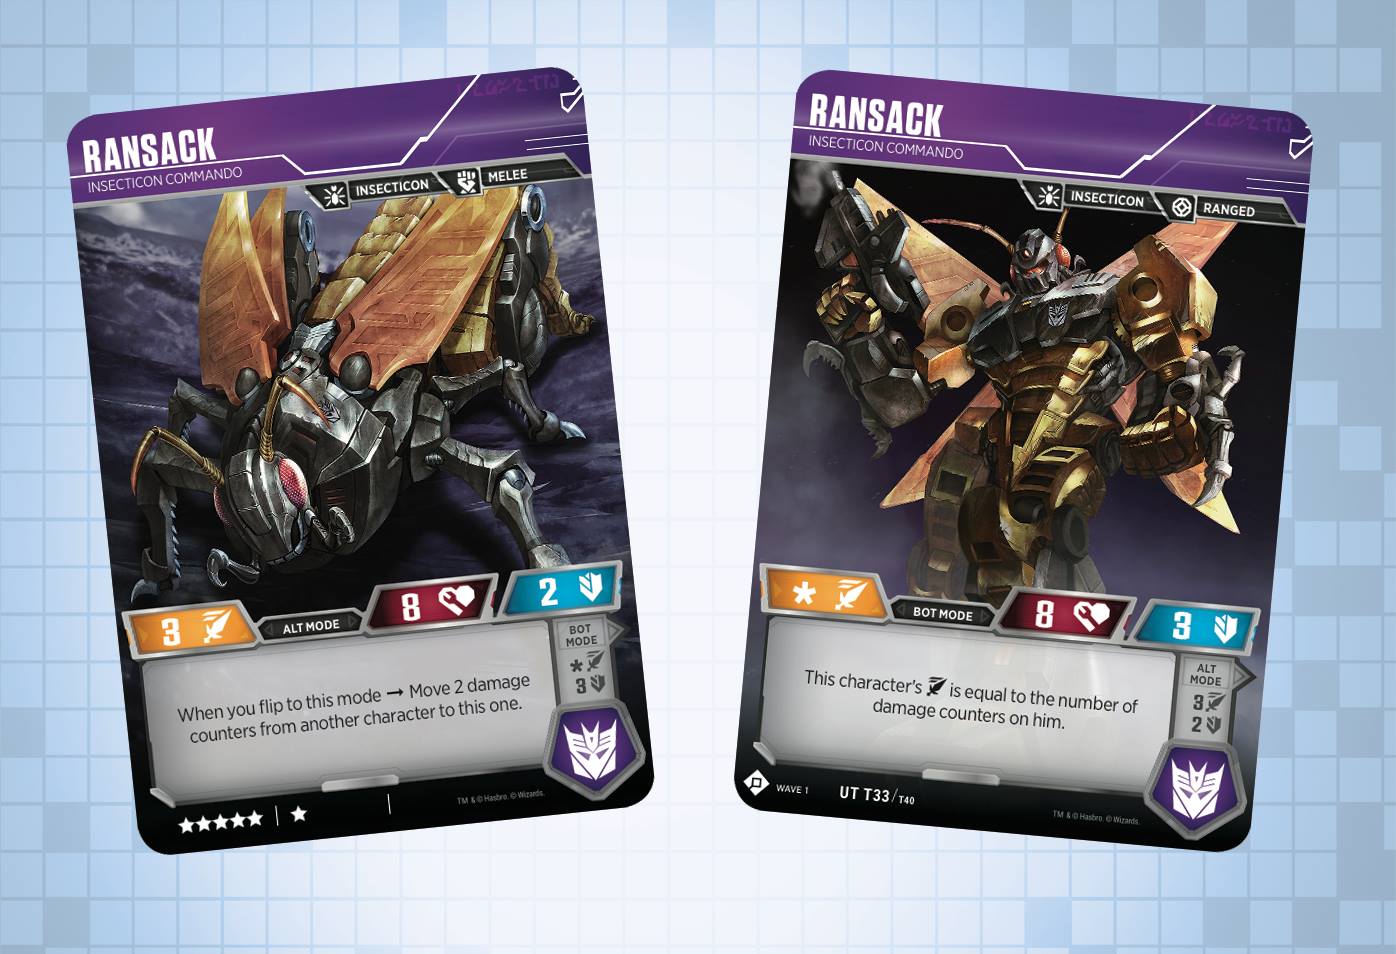 RANSACK
INSECTICON COMMANDO
INSECTICON
MELEE
3
ALT MODE
8
2
BOT
MODE
*
3
When you flip to this mode → Move 2 damage
counters from another character to this one.
TM & © Hasbro. © Wizards.
RANSACK
INSECTICON COMMANDO
INSECTICON
RANGED
*
BOT MODE
8
3
ALT
MODE
3
2
This character's is equal to the number of
damage counters on him.
WAVE 1
UT T33/T40
TM & © Hasbro. © Wizards.